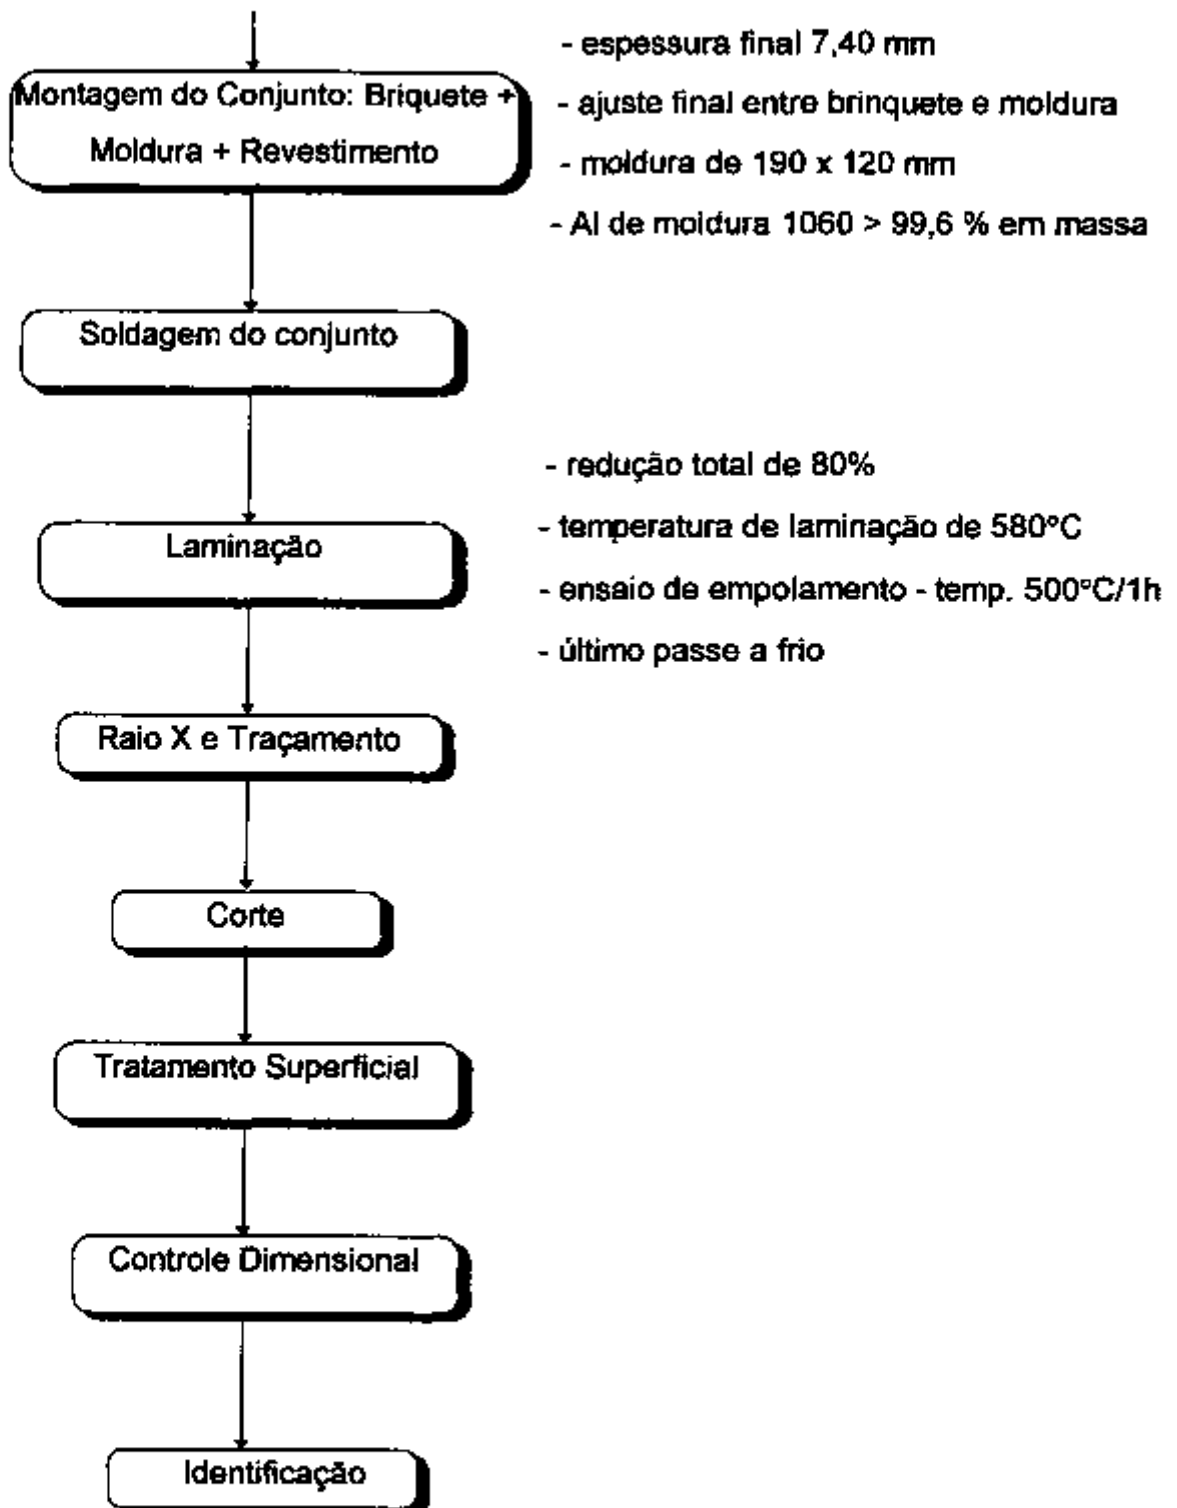 - espessura final 7,40 mm
Montagem do Conjunto: Briquete +
Moldura + Revestimento
- ajuste final entre brinquete e moldura
- moldura de 190 x 120 mm
- Al de moldura 1060 > 99,6 % em massa
Soldagem do conjunto
- redução total de 80%
- temperatura de laminação de 580°C
Laminação
- ensaio de empolamento - temp. 500°C/1h
- último passe a frio
Raio X e Traçamento
Corte
Tratamento Superficial
Controle Dimensional
Identificação